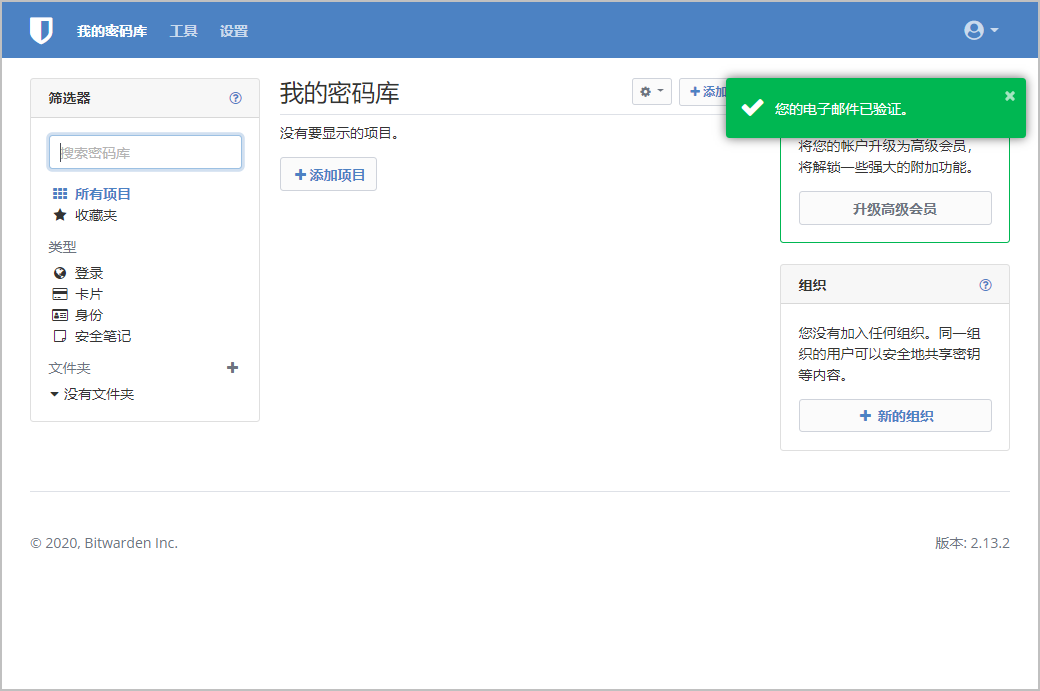 我的密码库 工具 设置
筛选器
搜索密码库
所有项目
收藏夹
类型
登录
卡片
身份
安全笔记
文件夹
没有文件夹
我的密码库
添加
没有要显示的项目。
添加项目
您的电子邮件已验证。
将您的帐户升级为高级会员，
将解锁一些强大的附加功能。
升级高级会员
组织
您没有加入任何组织。同一组
织的用户可以安全地共享密钥
等内容。
新的组织
© 2020, Bitwarden Inc.
版本: 2.13.2